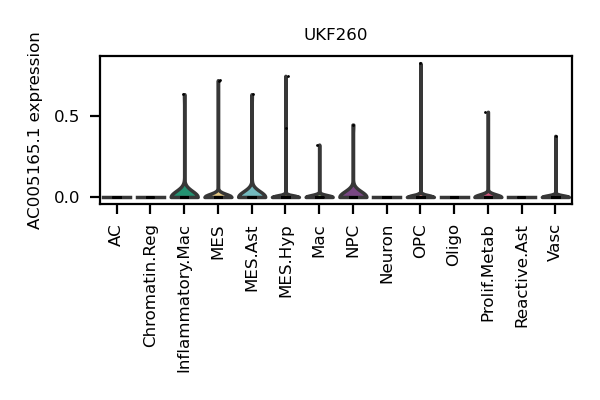 UKF260
AC005165.1 expression
0.5
0.0
AC
Chromatin.Reg
Inflammatory.Mac
MES
MES.Ast
MES.Hyp
Mac
NPC
Neuron
OPC
Oligo
Prolif.Metab
Reactive.Ast
Vasc